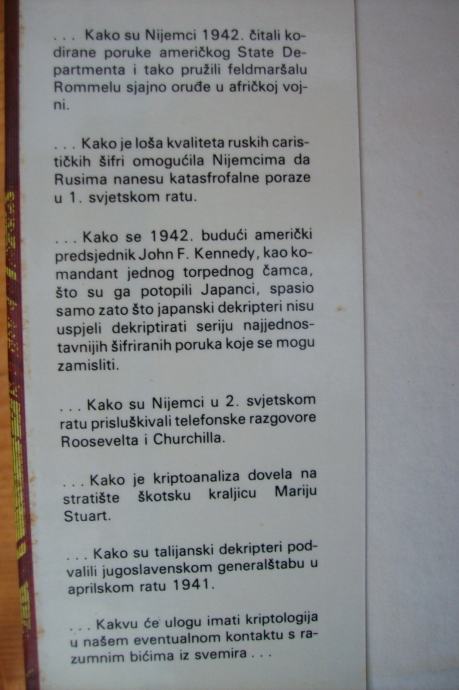 ... Kako su Nijemci 1942. čitali ko-
dirane poruke američkog State De-
partmenta i tako pružili feldmaršalu
Rommelu sjajno oruđe u afričkoj voj-
ni.
... Kako je loša kvaliteta ruskih caris-
tičkih šifri omogućila Nijemcima da
Rusima nanesu katasfrofalne poraze
u 1. svjetskom ratu.
... Kako se 1942. budući američki
predsjednik John F. Kennedy, kao ko-
mandant jednog torpednog čamca,
što su ga potopili Japanci, spasio
samo zato što japanski dekripteri nisu
uspjeli dekriptirati seriju najjednos-
tavnijih šifriranih poruka koje se mogu
zamisliti.
... Kako su Nijemci u 2. svjetskom
ratu prisluškivali telefonske razgovore
Roosevelta i Churchilla.
... Kako je kriptoanaliza dovela na
stratište škotsku kraljicu Mariju
Stuart.
... Kako su talijanski dekripteri pod-
valili jugoslavenskom generalštabu u
aprilskom ratu 1941.
... Kakvu će ulogu imati kriptologija
u našem eventualnom kontaktu s ra-
zumnim bićima iz svemira ...